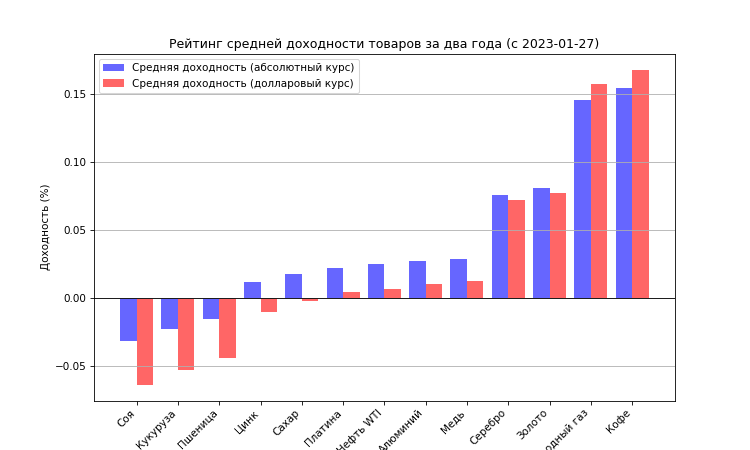 Рейтинг средней доходности товаров за два года (с 2023-01-27)
Средняя доходность (абсолютный курс)
Средняя доходность (долларовый курс)
Доходность (%)
0.15
0.10
0.05
0.00
−0.05
Соя
Кукуруза
Пшеница
Цинк
Сахар
Платина
Нефть WTI
Алюминий
Медь
Серебро
Золото
газ
Кофе